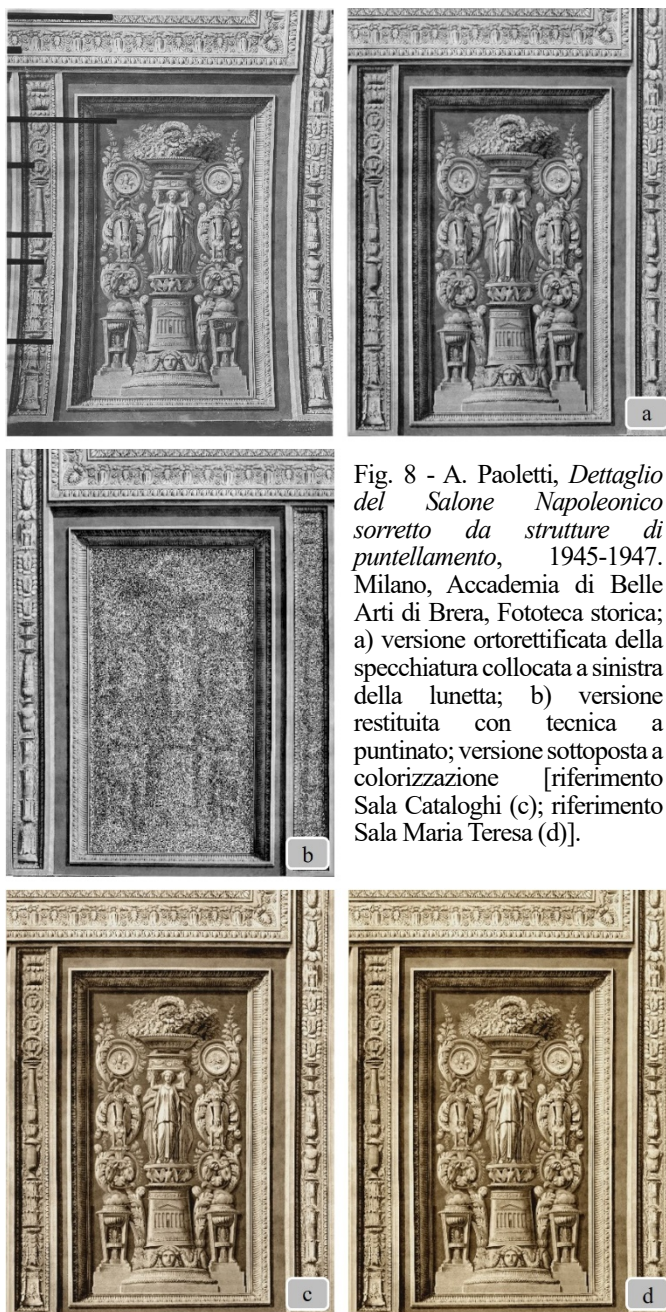 a
b
Fig. 8 - A. Paoletti, Dettaglio
del Salone Napoleonico
sorretto da strutture di
puntellamento, 1945-1947.
Milano, Accademia di Belle
Arti di Brera, Fototeca storica;
a) versione ortorettificata della
specchiatura collocata a sinistra
della lunetta; b) versione
restituita con tecnica a
puntinato; versione sottoposta a
colorizzazione [riferimento
Sala Cataloghi (c); riferimento
Sala Maria Teresa (d)].
c
d